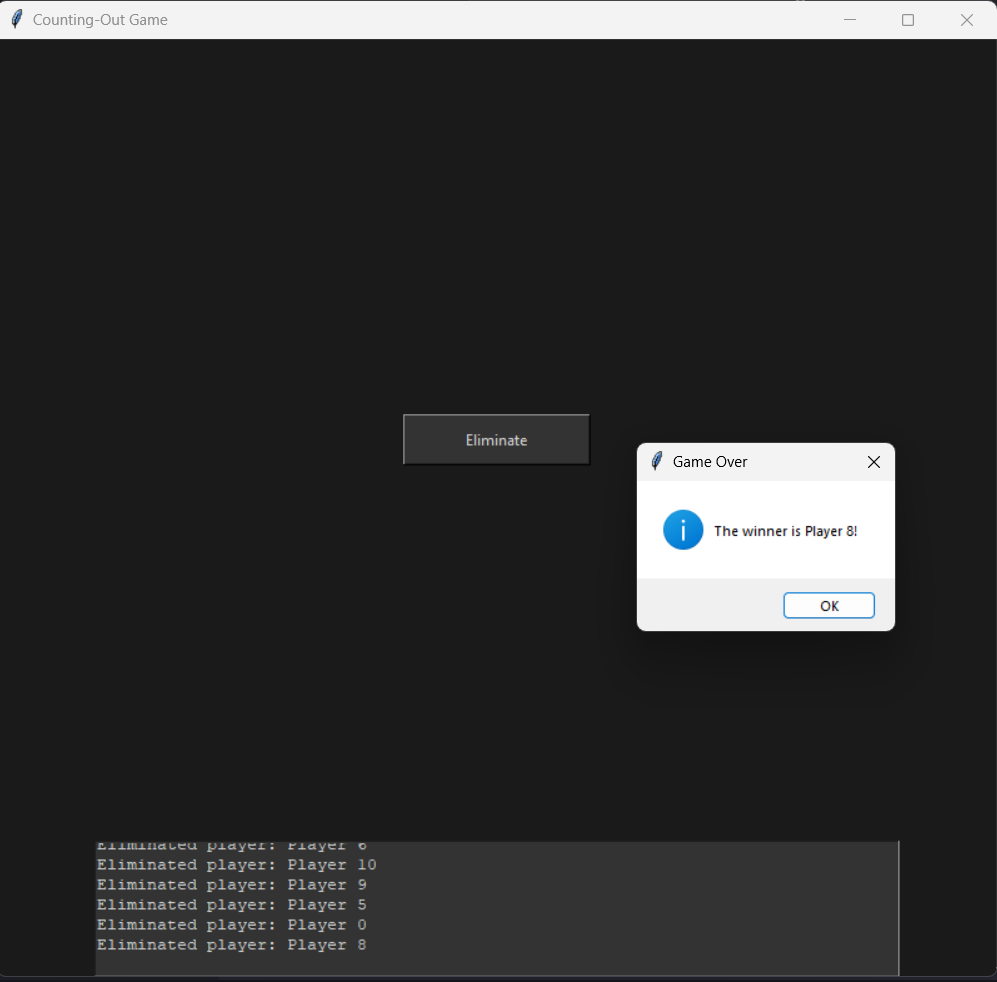 Counting-Out Game
Eliminate
Game Over
The winner is Player 8!
OK
Eliminated player: Player 6
Eliminated player: Player 10
Eliminated player: Player 9
Eliminated player: Player 5
Eliminated player: Player 0
Eliminated player: Player 8